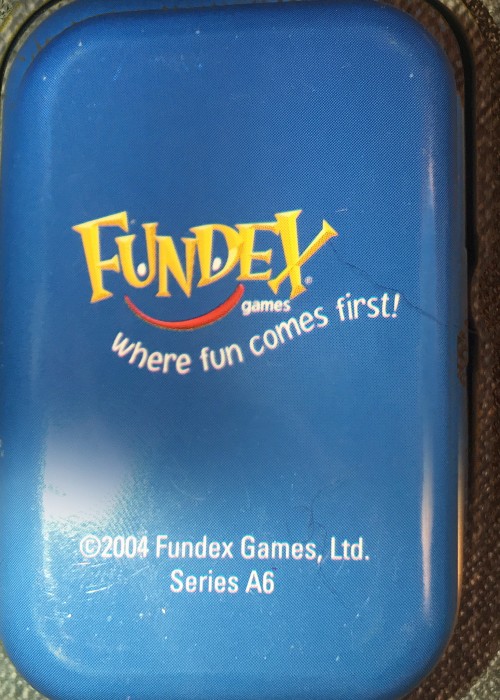 FUNDEX®
games
where fun comes first!
©2004 Fundex Games, Ltd.
Series A6